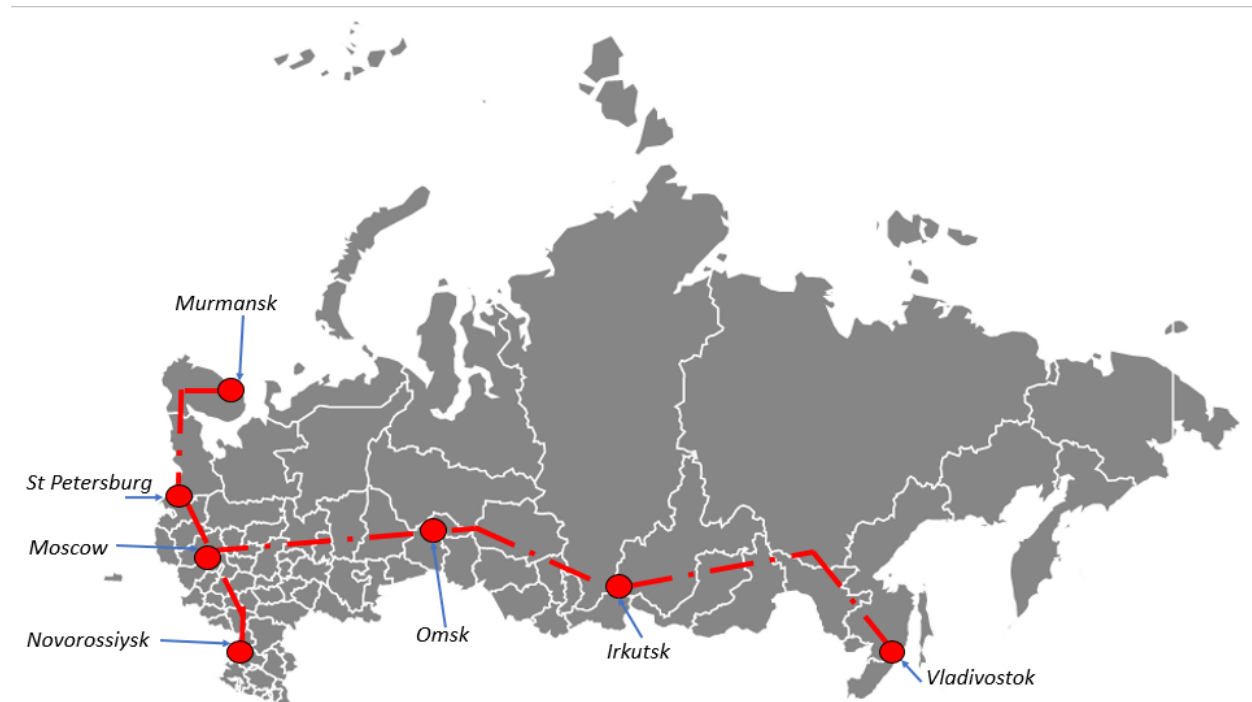 Murmansk
St Petersburg
Moscow
Novorossiysk
Omsk
Irkutsk
Vladivostok